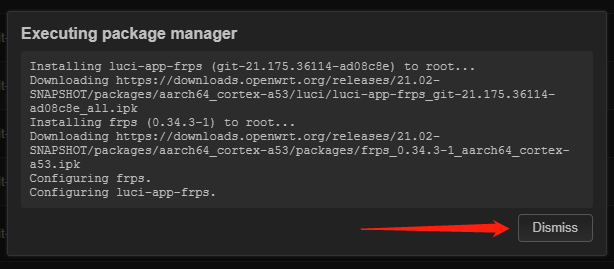 Executing package manager
Installing luci-app-frps (git-21.175.36114-ad08c8e) to root...
Downloading https://downloads.openwrt.org/releases/21.02-
SNAPSHOT/packages/aarch64_cortex-a53/luci/luci-app-frps_git-21.175.36114-
ad08c8e_all.ipk
Installing frps (0.34.3-1) to root...
Downloading https://downloads.openwrt.org/releases/21.02-
SNAPSHOT/packages/aarch64_cortex-a53/packages/frps_0.34.3-1_aarch64_cortex-
a53.ipk
Configuring frps.
Configuring luci-app-frps.
Dismiss